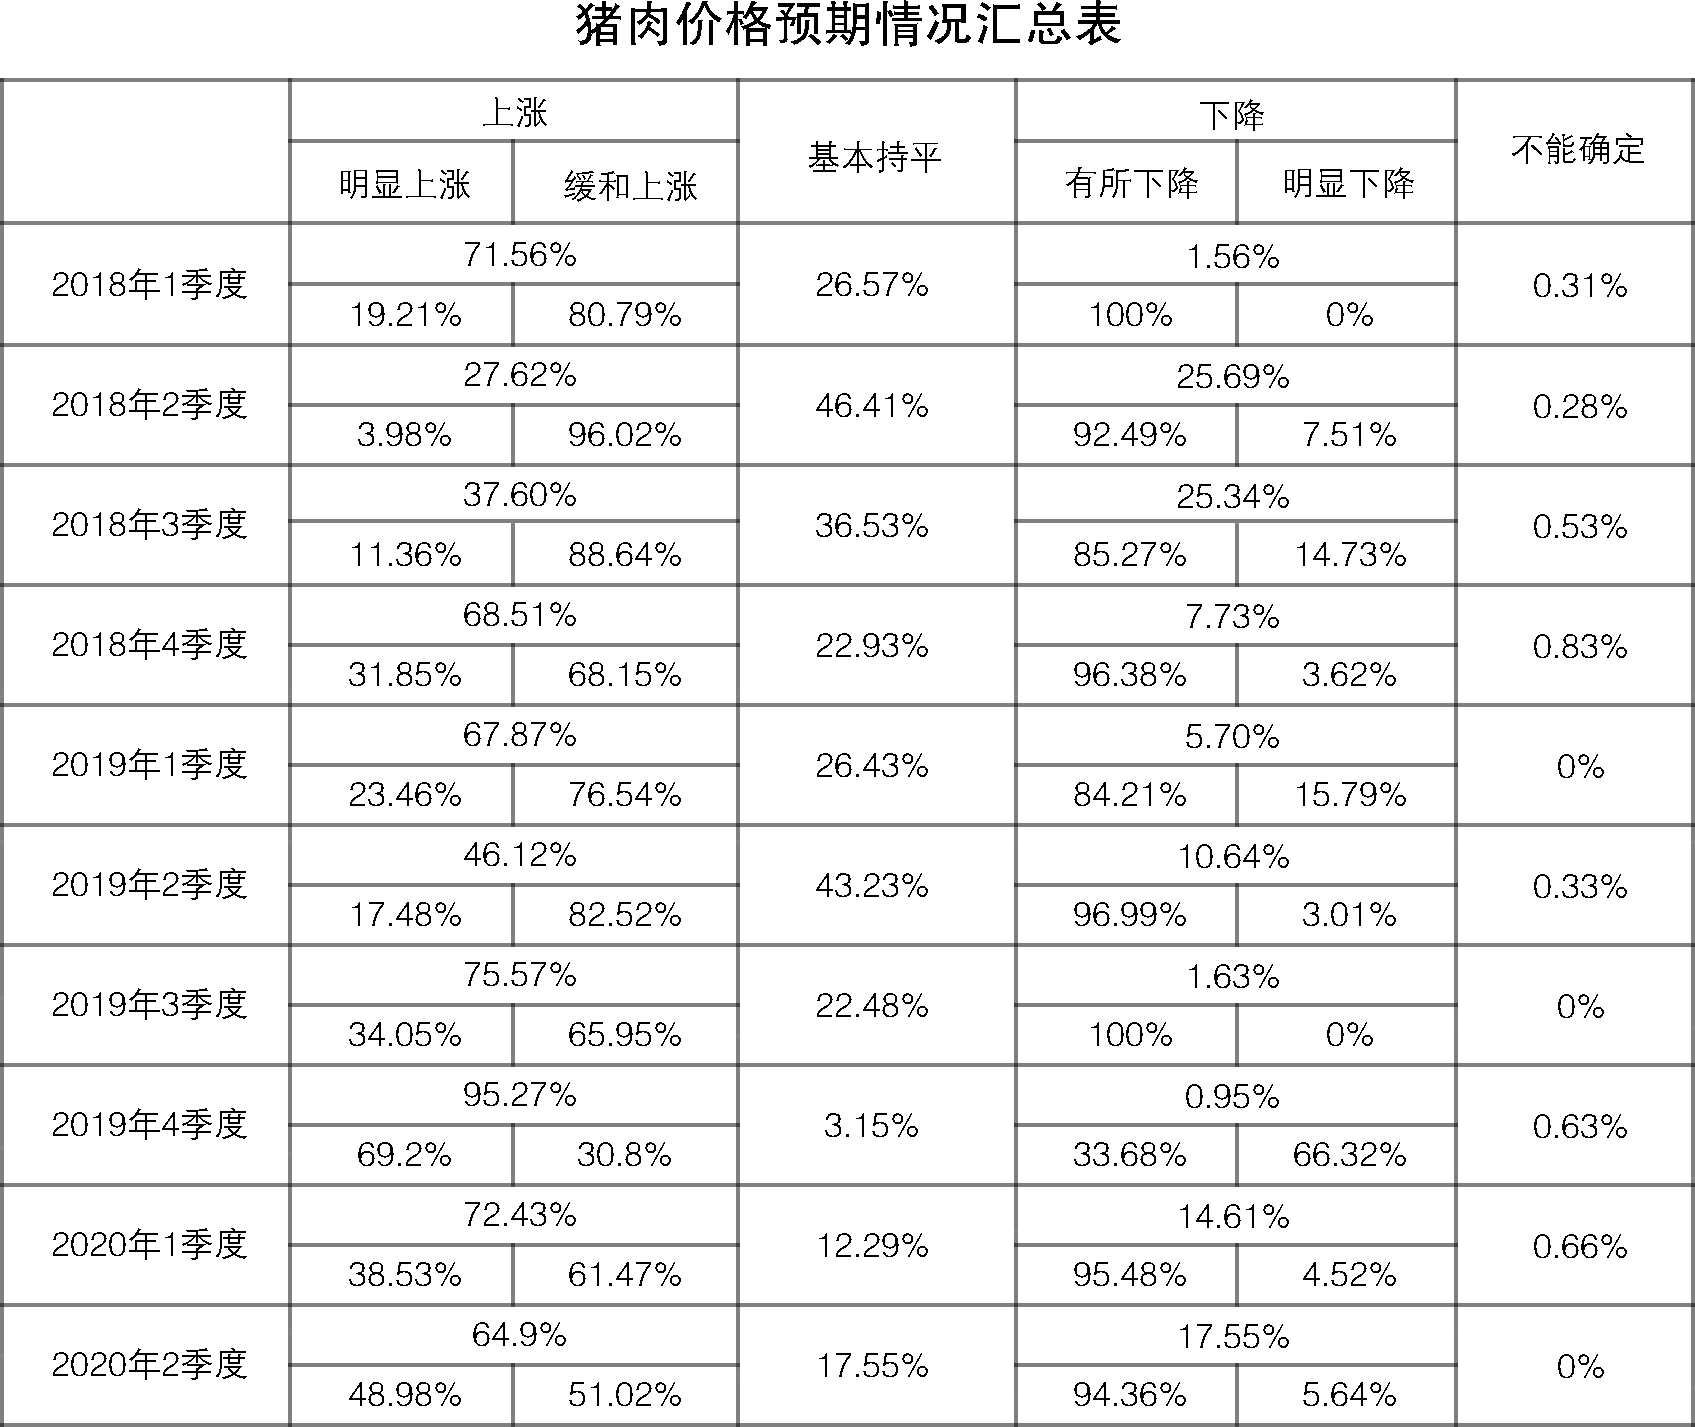 猪肉价格预期情况汇总表
上涨 基本持平 下降 不能确定
明显上涨 缓和上涨 有所下降 明显下降
2018年1季度 71.56% 26.57% 1.56% 0.31%
19.21% 80.79% 100% 0%
2018年2季度 27.62% 46.41% 25.69% 0.28%
3.98% 96.02% 92.49% 7.51%
2018年3季度 37.60% 36.53% 25.34% 0.53%
11.36% 88.64% 85.27% 14.73%
2018年4季度 68.51% 22.93% 7.73% 0.83%
31.85% 68.15% 96.38% 3.62%
2019年1季度 67.87% 26.43% 5.70% 0%
23.46% 76.54% 84.21% 15.79%
2019年2季度 46.12% 43.23% 10.64% 0.33%
17.48% 82.52% 96.99% 3.01%
2019年3季度 75.57% 22.48% 1.63% 0%
34.05% 65.95% 100% 0%
2019年4季度 95.27% 3.15% 0.95% 0.63%
69.2% 30.8% 33.68% 66.32%
2020年1季度 72.43% 12.29% 14.61% 0.66%
38.53% 61.47% 95.48% 4.52%
2020年2季度 64.9% 17.55% 17.55% 0%
48.98% 51.02% 94.36% 5.64%